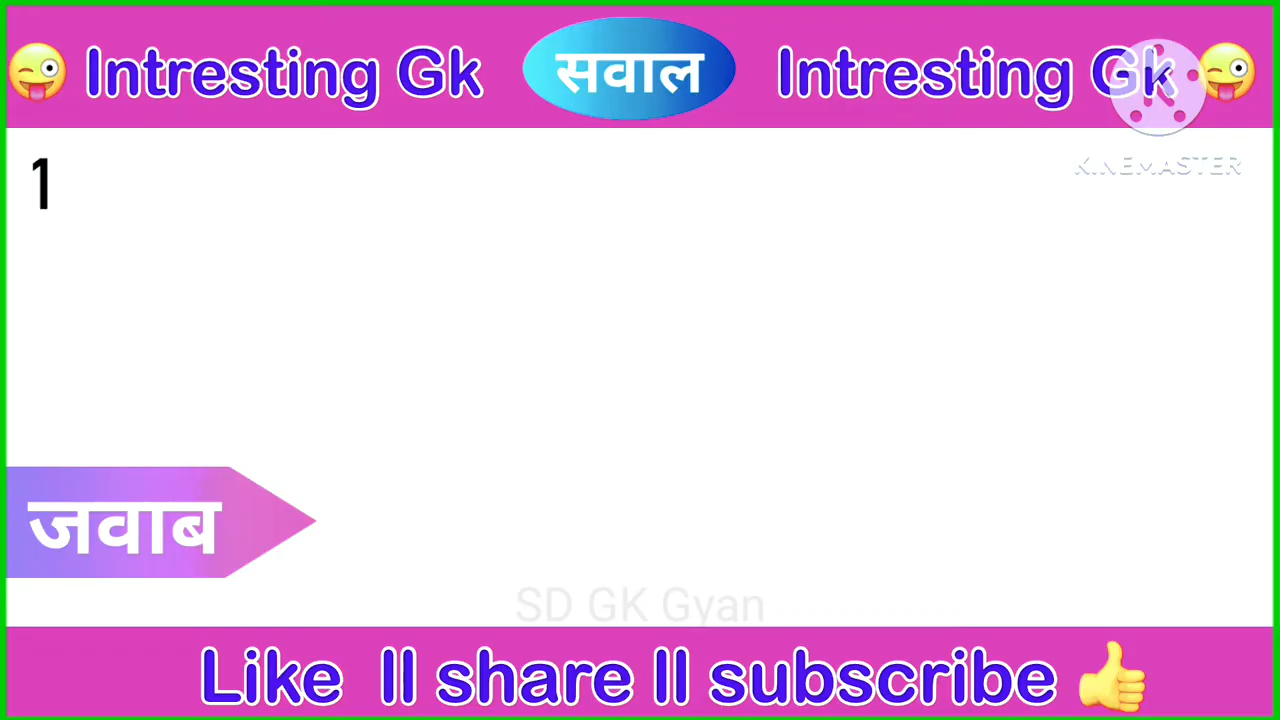 Intresting Gk सवाल Intresting Gk
KINEMASTER
1
जवाब
SD GK Gyan
Like ll share ll subscribe